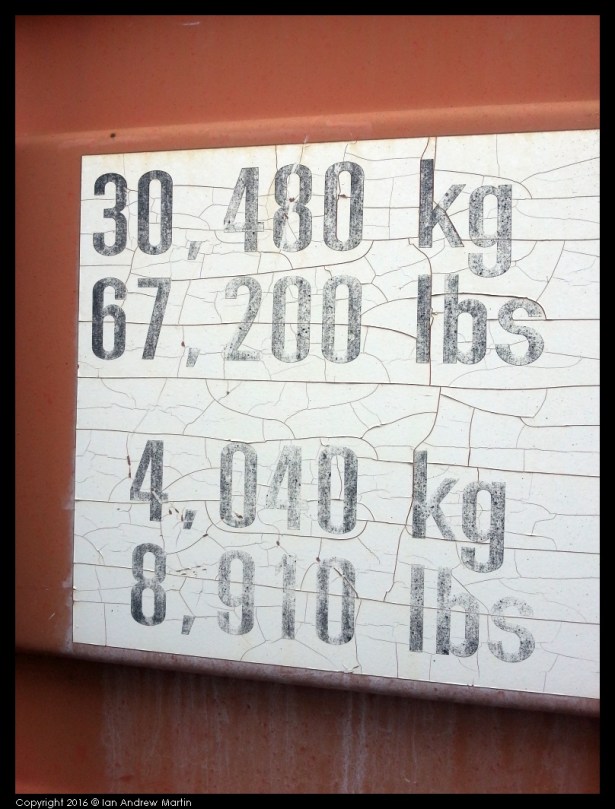 30,480 kg
67,200 lbs
4,040 kg
8,910 lbs
Copyright 2016 © Ian Andrew Martin